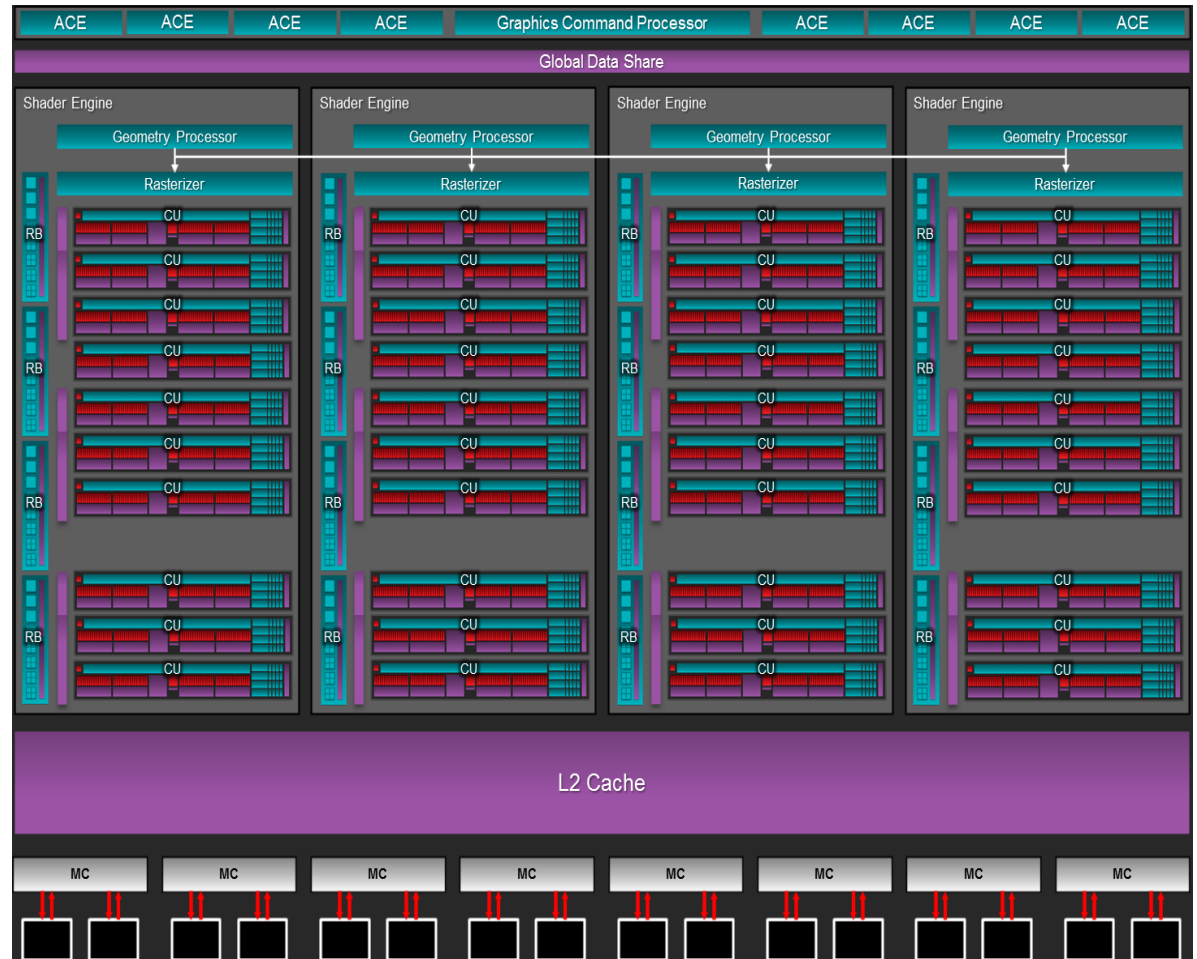 ACE ACE ACE ACE Graphics Command Processor ACE ACE ACE ACE
Global Data Share
Shader Engine Shader Engine Shader Engine Shader Engine
Geometry Processor Geometry Processor Geometry Processor Geometry Processor
Rasterizer Rasterizer Rasterizer Rasterizer
CU CU CU CU
RB RB RB RB
CU CU CU CU
CU CU CU CU
CU CU CU CU
RB RB RB RB
CU CU CU CU
CU CU CU CU
CU CU CU CU
RB RB RB RB
CU CU CU CU
CU CU CU CU
RB RB RB RB
CU CU CU CU
L2 Cache
MC MC MC MC MC MC MC MC